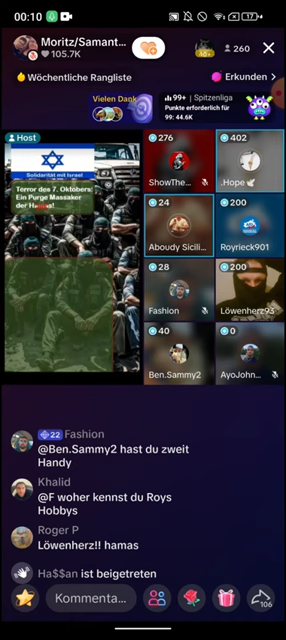 00:10
17
Moritz/Samant...
105.7K
260
Wöchentliche Rangliste
Erkunden >
Vielen Dank
99+ | Spitzenliga
Punkte erforderlich für
99: 44.6K
Host
Solidarität mit Israel
Terror des 7. Oktobers:
Ein Purge Massaker
der Hamas!
276
ShowThe...
402
.Hope
24
Aboudy Sicili...
200
Royrieck901
28
Fashion
200
Löwenherz93
40
Ben.Sammy2
0
AyoJohn...
22 Fashion
@Ben.Sammy2 hast du zweit
Handy
Khalid
@F woher kennst du Roys
Hobbys
Roger P
Löwenherz!! hamas
Ha$$an ist beigetreten
Kommenta...
106